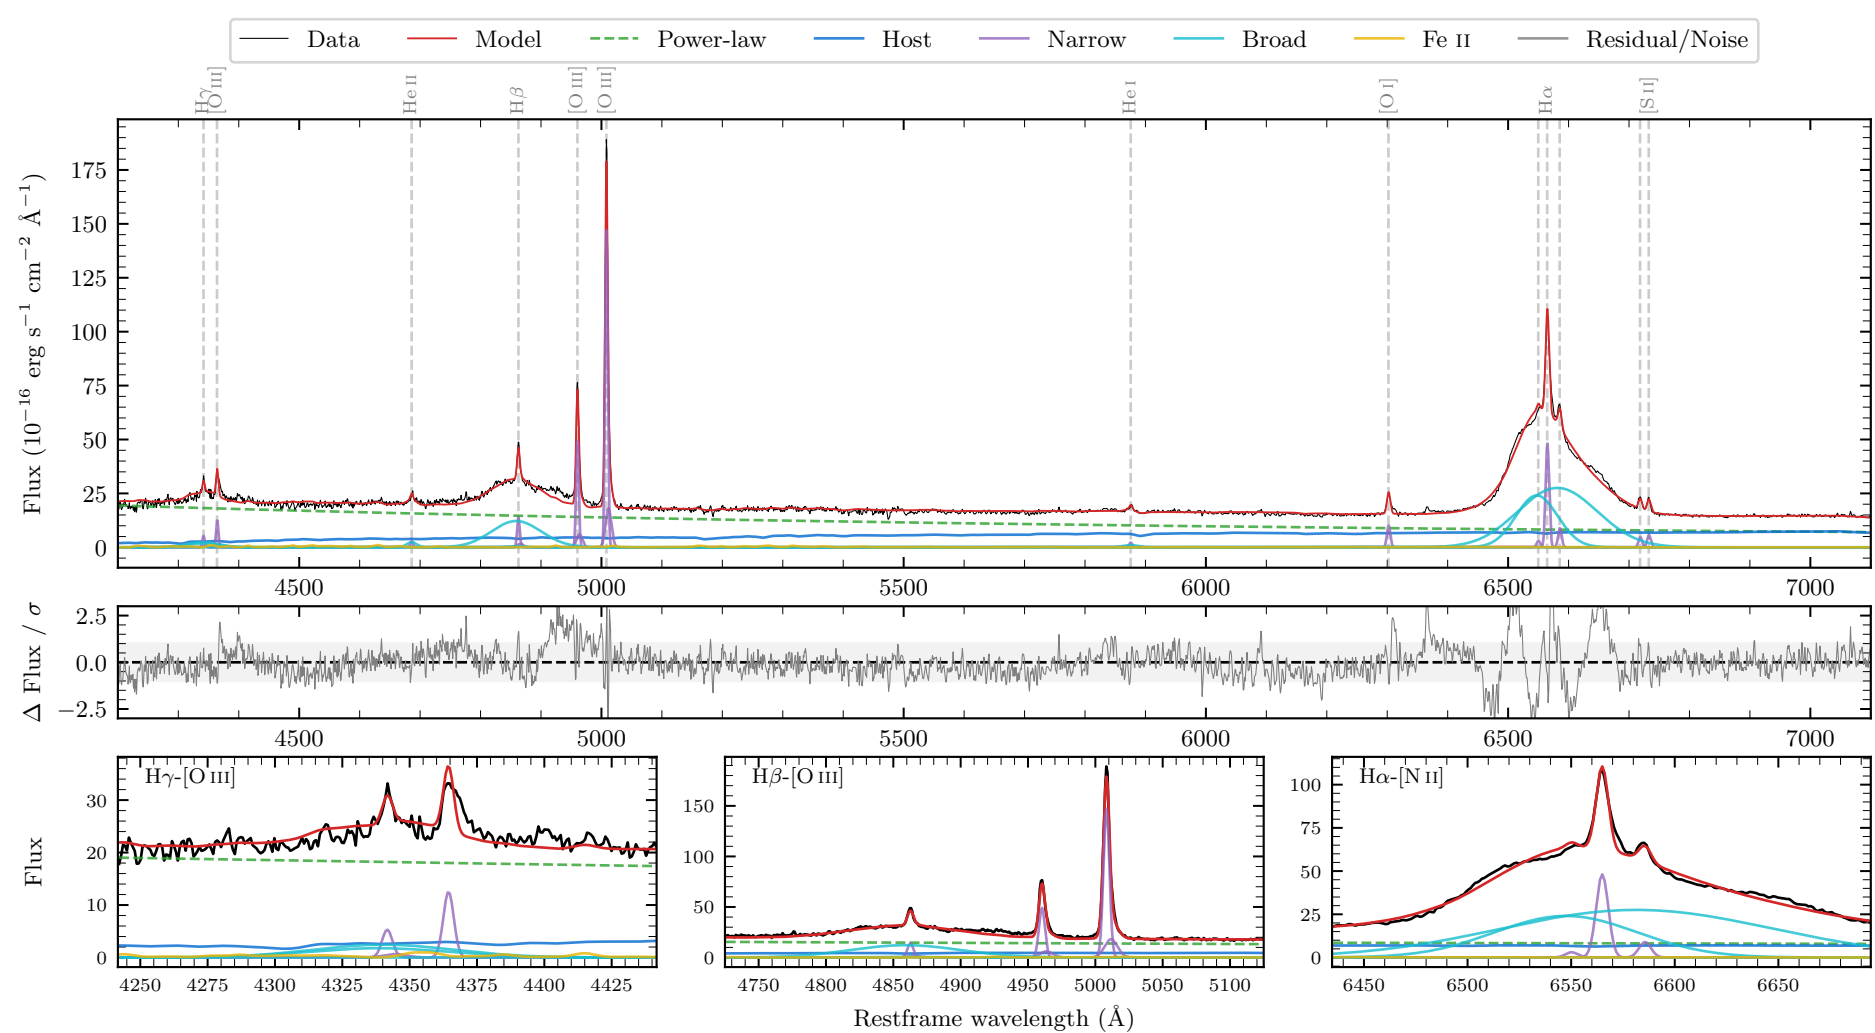 Data Model Power-law Host Narrow Broad Fe II Residual/Noise
Hγ [O III] He II Hβ [O III] [O III] He I [O I] Hα [S II]
Flux (10⁻¹⁶ erg s⁻¹ cm⁻² Å⁻¹)
175
150
125
100
75
50
25
0
4500 5000 5500 6000 6500 7000
Δ Flux / σ
2.5
0.0
−2.5
4500 5000 5500 6000 6500 7000
Flux
Hγ-[O III]
30
20
10
0
4250 4275 4300 4325 4350 4375 4400 4425
Hβ-[O III]
150
100
50
0
4750 4800 4850 4900 4950 5000 5050 5100
Hα-[N II]
100
75
50
25
0
6450 6500 6550 6600 6650
Restframe wavelength (Å)